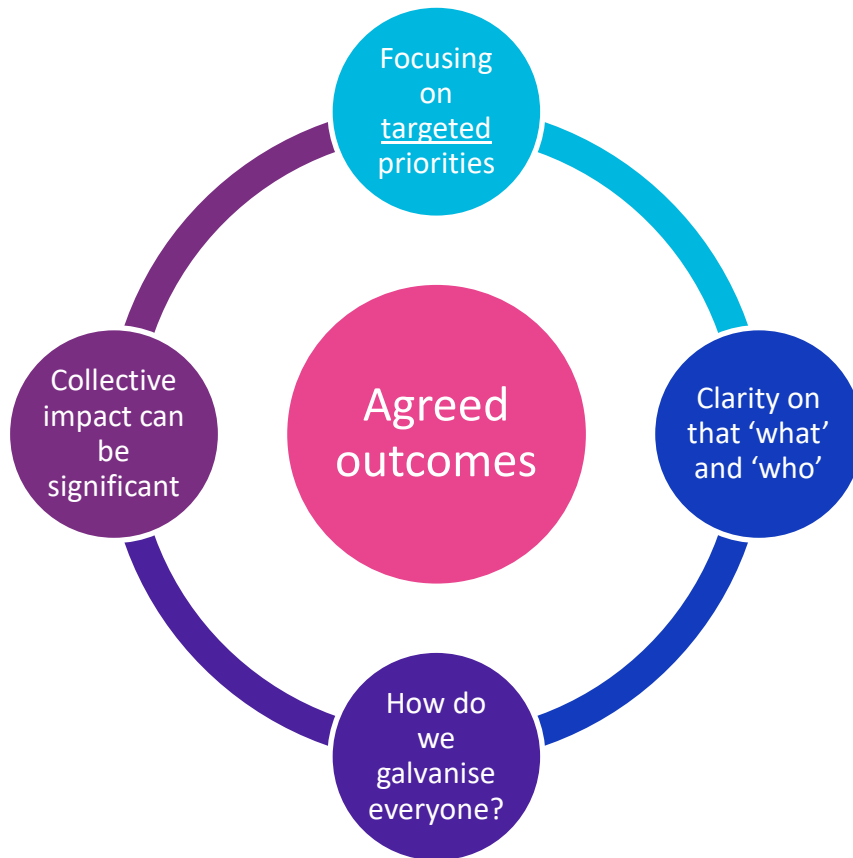 Focusing
on
targeted
priorities
Clarity on
that ‘what’
and ‘who’
How do
we
galvanise
everyone?
Collective
impact can
be
significant
Agreed
outcomes